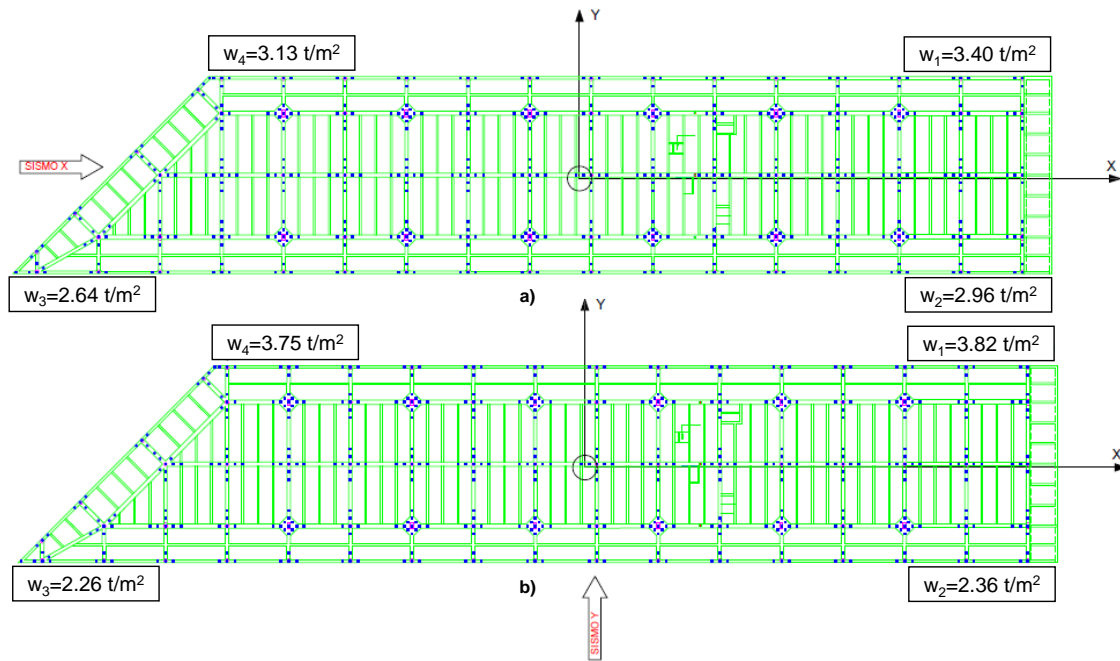 Y
w4=3.13 t/m²
w1=3.40 t/m²
SISMO X
X
w3=2.64 t/m²
a)
w2=2.96 t/m²
Y
w4=3.75 t/m²
w1=3.82 t/m²
X
w3=2.26 t/m²
b)
w2=2.36 t/m²
SISMO Y